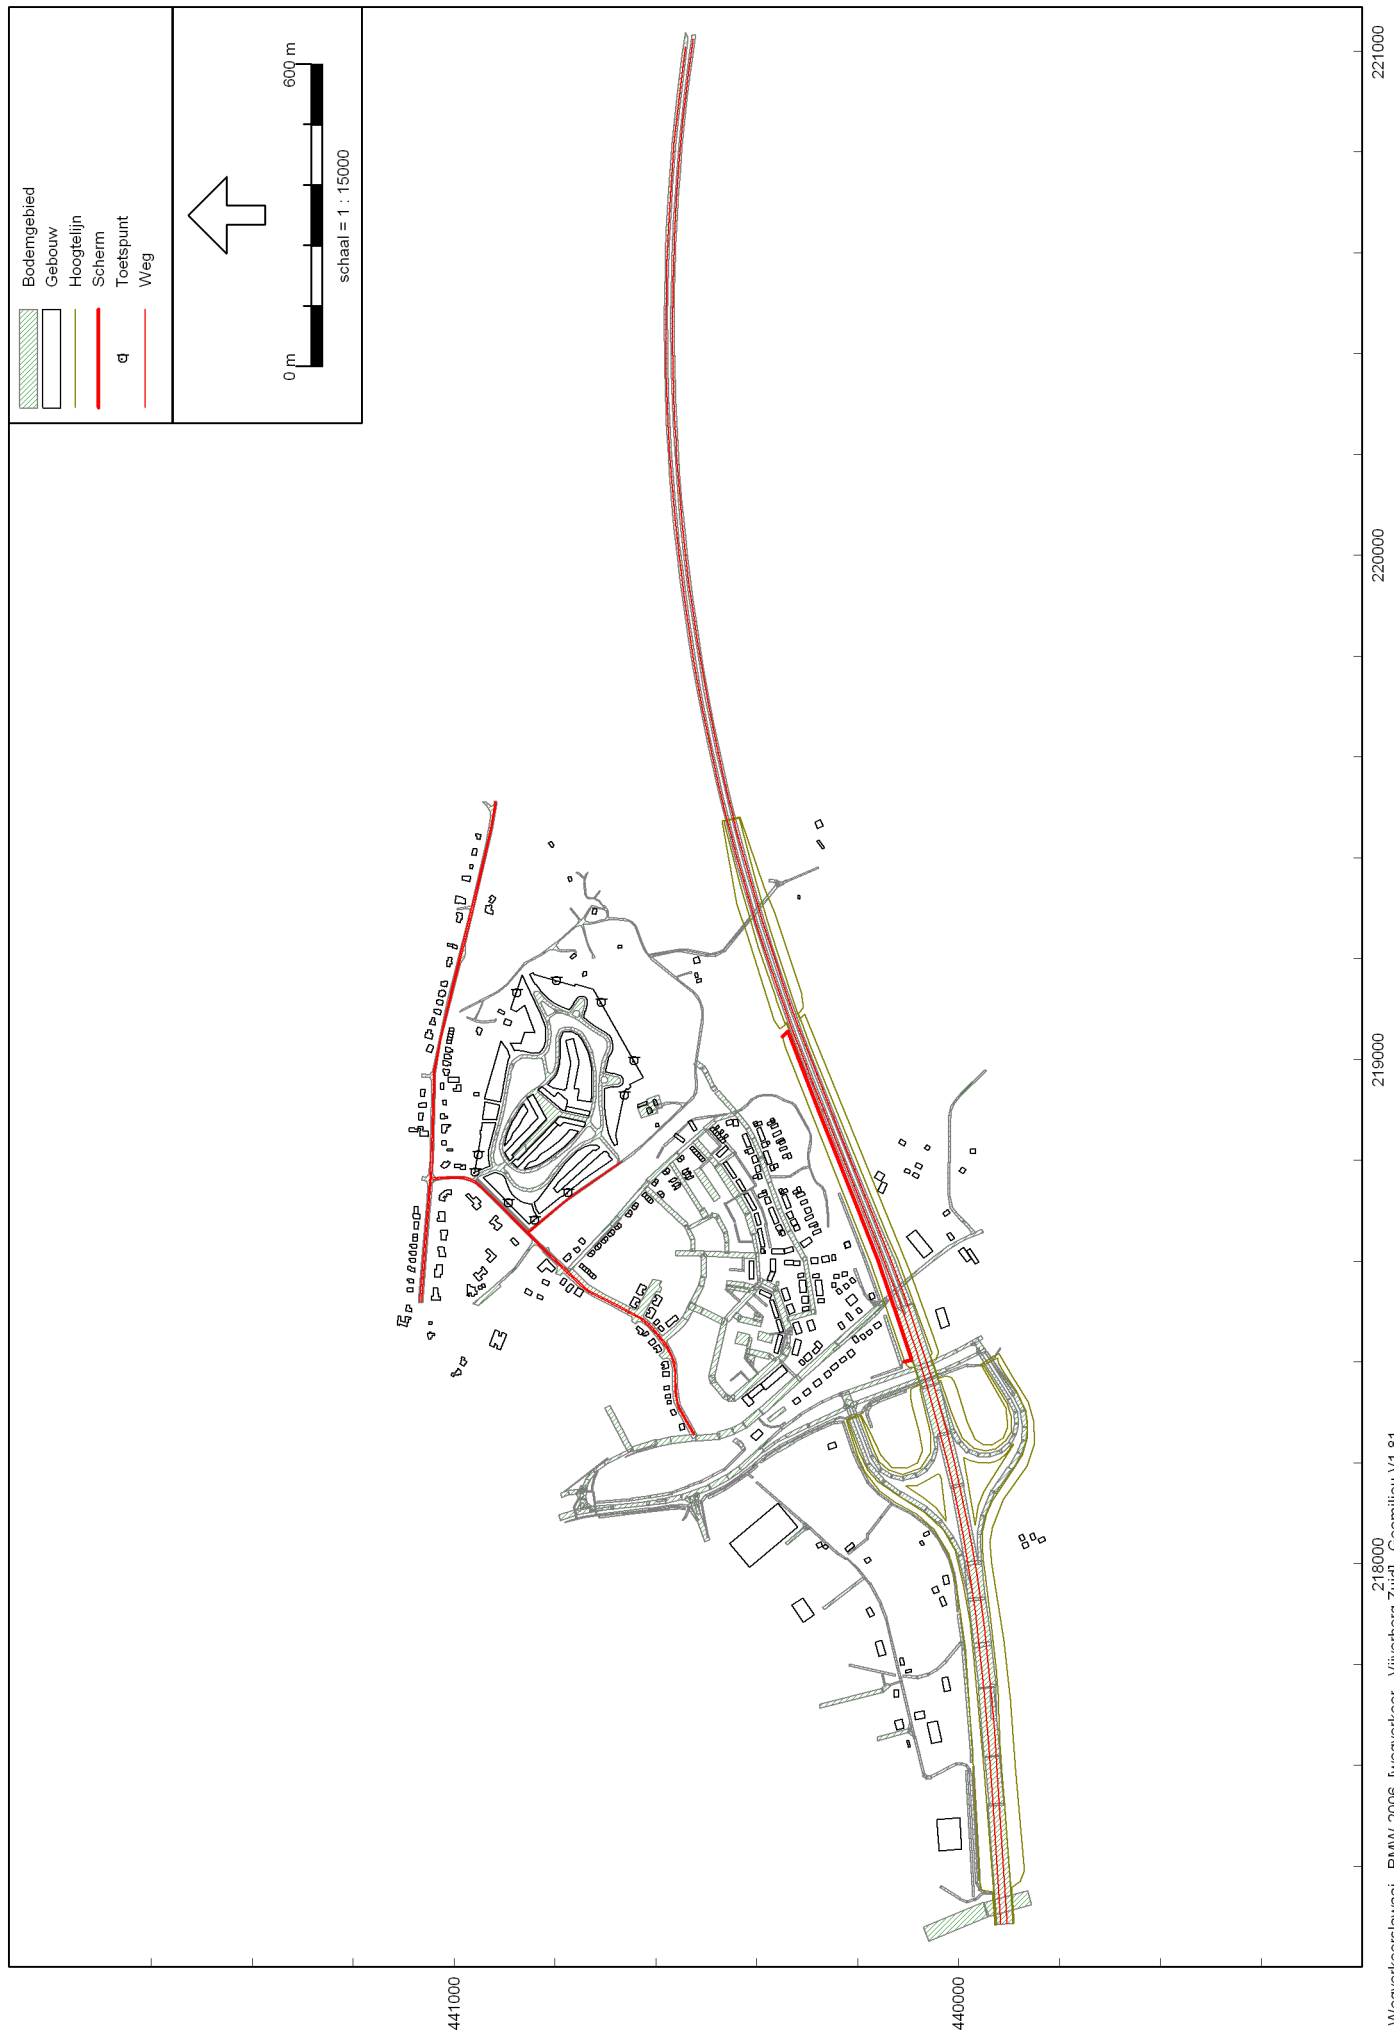 Bodemgebied
Gebouw
Hoogtelijn
Scherm
Toetspunt
Weg
0 m
600 m
schaal = 1 : 15000
441000
440000
218000
219000
220000
221000